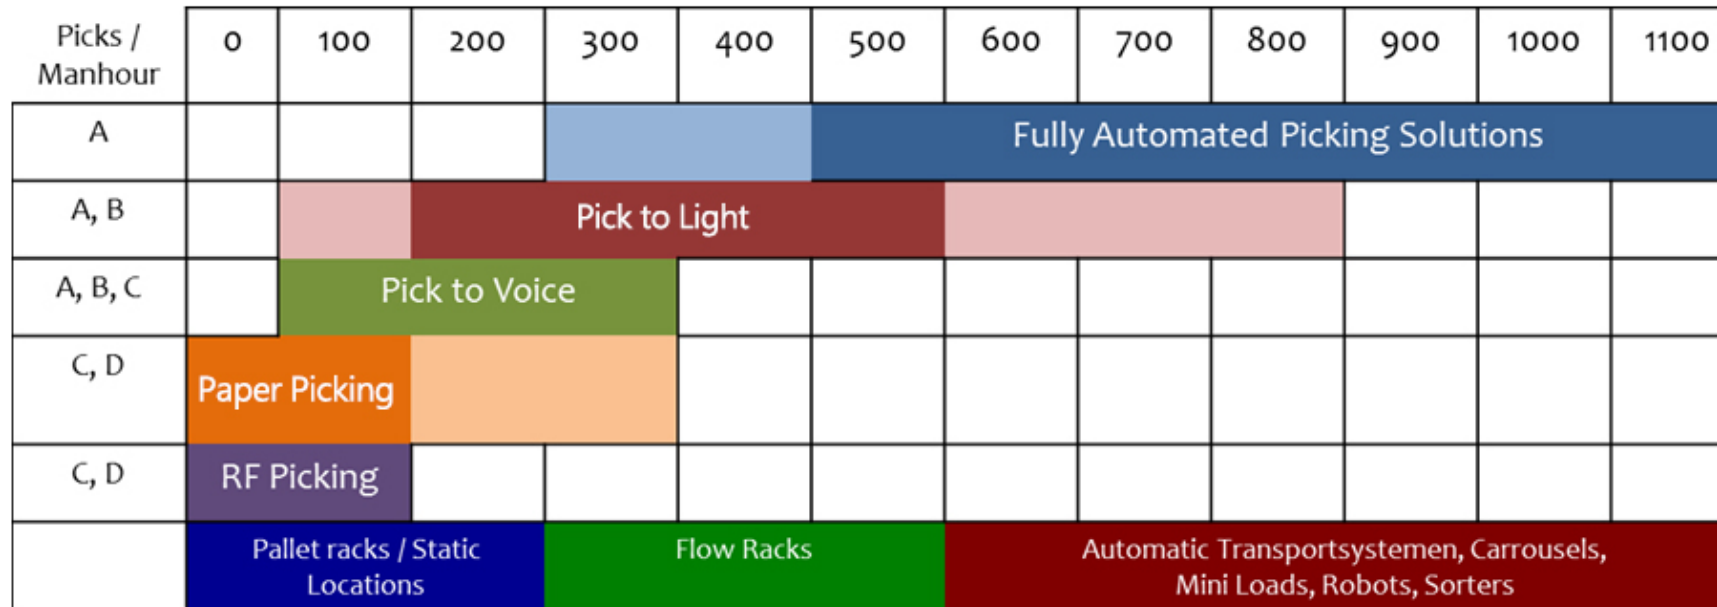 Picks / Manhour 0 100 200 300 400 500 600 700 800 900 1000 1100
A Fully Automated Picking Solutions
A, B Pick to Light
A, B, C Pick to Voice
C, D Paper Picking
C, D RF Picking
Pallet racks / Static
Locations
Flow Racks
Automatic Transportsystemen, Carrousels,
Mini Loads, Robots, Sorters